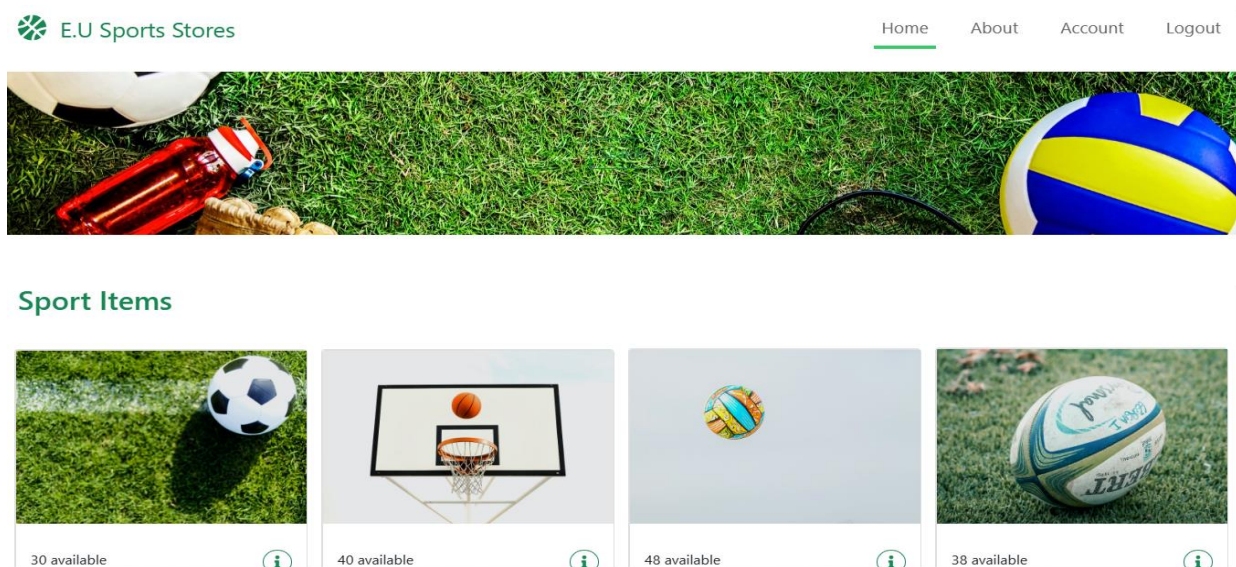 E.U Sports Stores
Home About Account Logout
Sport Items
30 available
40 available
48 available
38 available